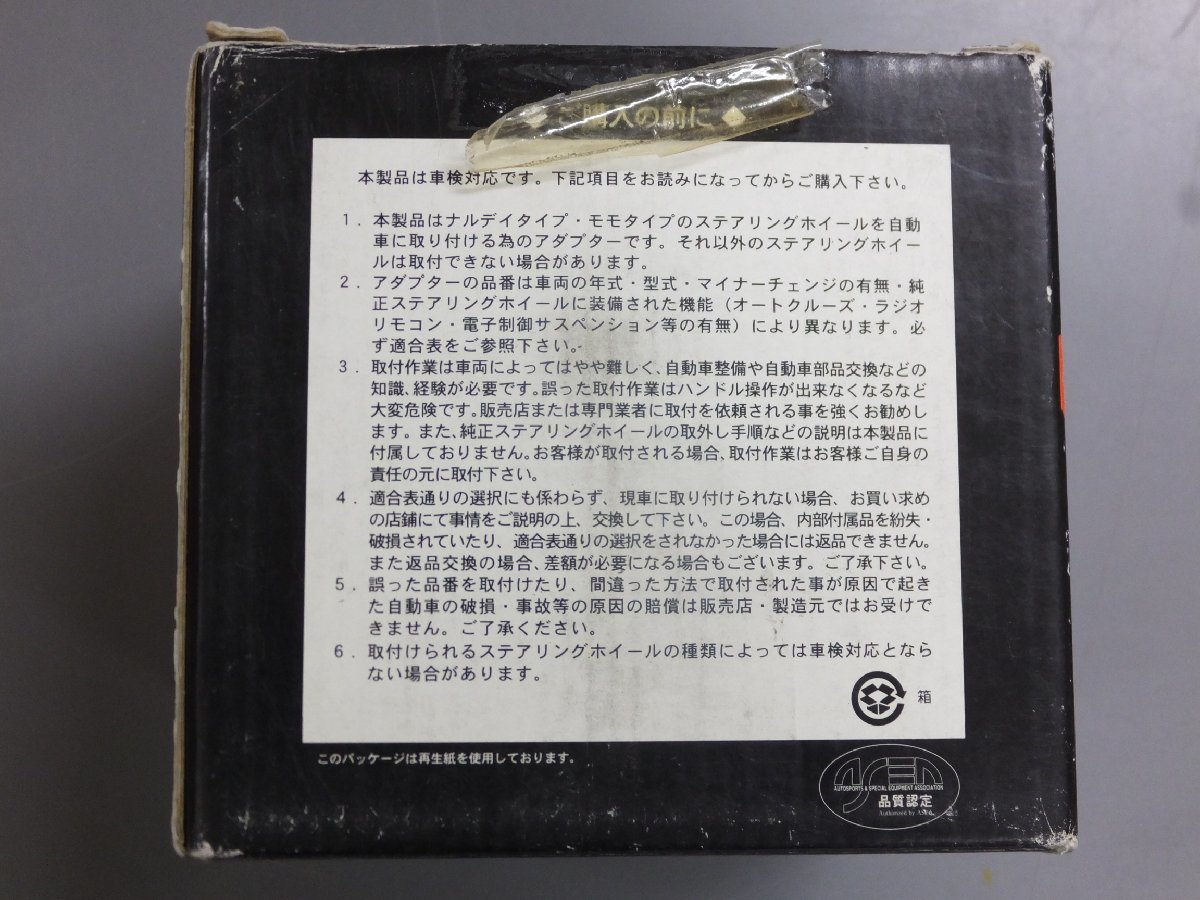 ◆ ご購入の前に ◆
本製品は車検対応です。下記項目をお読みになってからご購入下さい。
1．本製品はナルデイタイプ・モモタイプのステアリングホイールを自動
車に取り付ける為のアダプターです。それ以外のステアリングホイー
ルは取付できない場合があります。
2．アダプターの品番は車両の年式・型式・マイナーチェンジの有無・純
正ステアリングホイールに装備された機能（オートクルーズ・ラジオ
リモコン・電子制御サスペンション等の有無）により異なります。必
ず適合表をご参照下さい。
3．取付作業は車両によってはやや難しく、自動車整備や自動車部品交換などの
知識、経験が必要です。誤った取付作業はハンドル操作が出来なくなるなど
大変危険です。販売店または専門業者に取付を依頼される事を強くお勧めし
ます。また、純正ステアリングホイールの取外し手順などの説明は本製品に
付属しておりません。お客様が取付される場合、取付作業はお客様ご自身の
責任の元に取付下さい。
4．適合表通りの選択にも係わらず、現車に取り付けられない場合、お買い求め
の店舗にて事情をご説明の上、交換して下さい。この場合、内部付属品を紛失・
破損されていたり、適合表通りの選択をされなかった場合には返品できません。
また返品交換の場合、差額が必要になる場合もございます。ご了承下さい。
5．誤った品番を取付けたり、間違った方法で取付された事が原因で起き
た自動車の破損・事故等の原因の賠償は販売店・製造元ではお受けで
きません。ご了承ください。
6．取付けられるステアリングホイールの種類によっては車検対応となら
ない場合があります。
箱
このパッケージは再生紙を使用しております。
ASEA
AUTOSPORTS & SPECIAL EQUIPMENT ASSOCIATION
品質認定
Authorized by ASEA